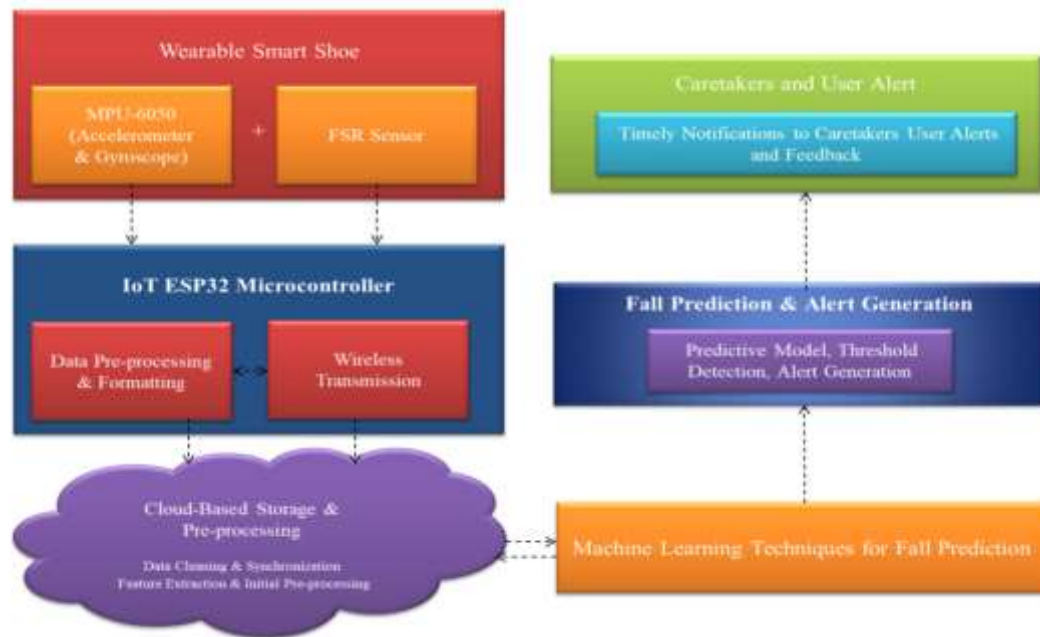 Wearable Smart Shoe
MPU-6050
(Accelerometer
& Gyroscope)
+
FSR Sensor
IoT ESP32 Microcontroller
Data Pre-processing
& Formatting
Wireless
Transmission
Cloud-Based Storage &
Pre-processing
Data Cleaning & Synchronization
Feature Extraction & Initial Pre-processing
Caretakers and User Alert
Timely Notifications to Caretakers User Alerts
and Feedback
Fall Prediction & Alert Generation
Predictive Model, Threshold
Detection, Alert Generation
Machine Learning Techniques for Fall Prediction